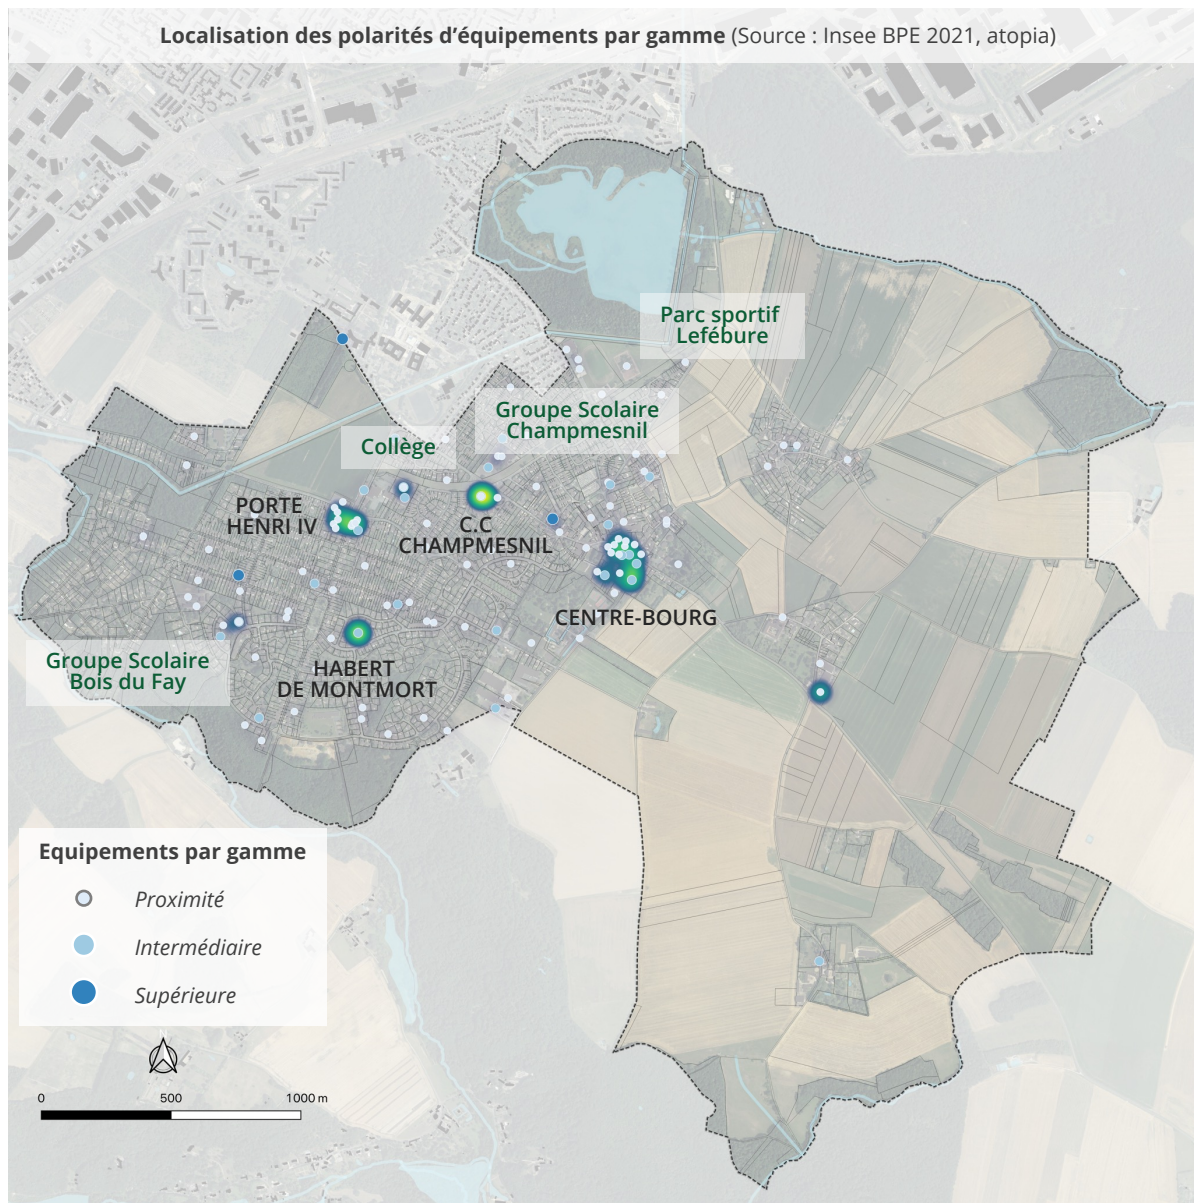 Localisation des polarités d'équipements par gamme (Source : Insee BPE 2021, atopia)
Parc sportif
Lefébure
Groupe Scolaire
Champmesnil
Collège
PORTE
HENRI IV
C.C
CHAMPMESNIL
CENTRE-BOURG
Groupe Scolaire
Bois du Fay
HABERT
DE MONTMORT
Equipements par gamme
Proximité
Intermédiaire
Supérieure
N
0 500 1000 m